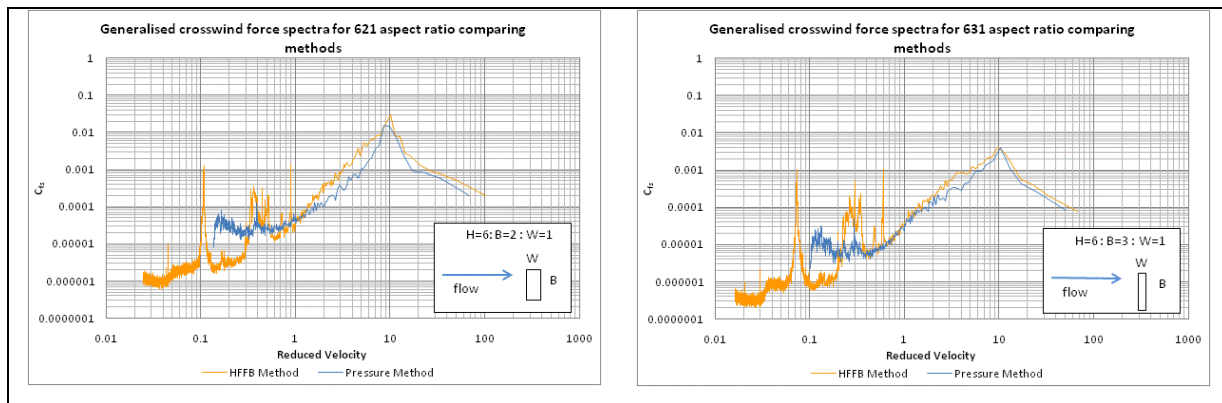 Generalised crosswind force spectra for 621 aspect ratio comparing
methods
1
0.1
0.01
0.001
0.0001
0.00001
0.000001
0.0000001
C_fs
H=6 : B=2 : W=1
W
B
flow
0.01 0.1 1 10 100 1000
Reduced Velocity
HFFB Method Pressure Method
Generalised crosswind force spectra for 631 aspect ratio comparing
methods
1
0.1
0.01
0.001
0.0001
0.00001
0.000001
0.0000001
C_fs
H=6 : B=3 : W=1
W
B
flow
0.01 0.1 1 10 100 1000
Reduced Velocity
HFFB Method Pressure Method